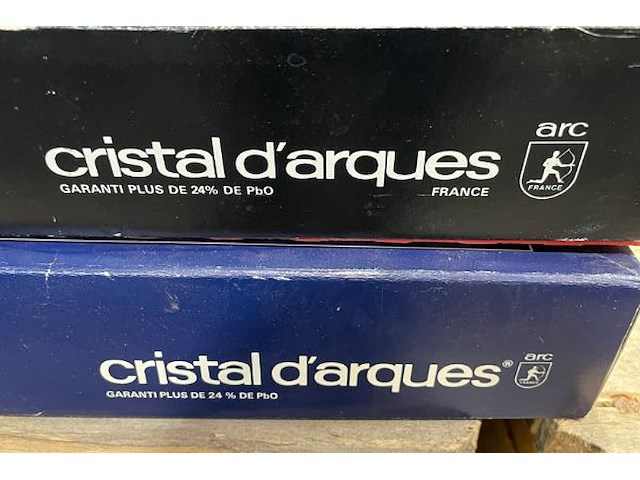 arc
cristal d'arques
GARANTI PLUS DE 24% DE PbO
FRANCE
FRANCE
arc
cristal d'arques®
FRANCE
GARANTI PLUS DE 24 % DE PbO